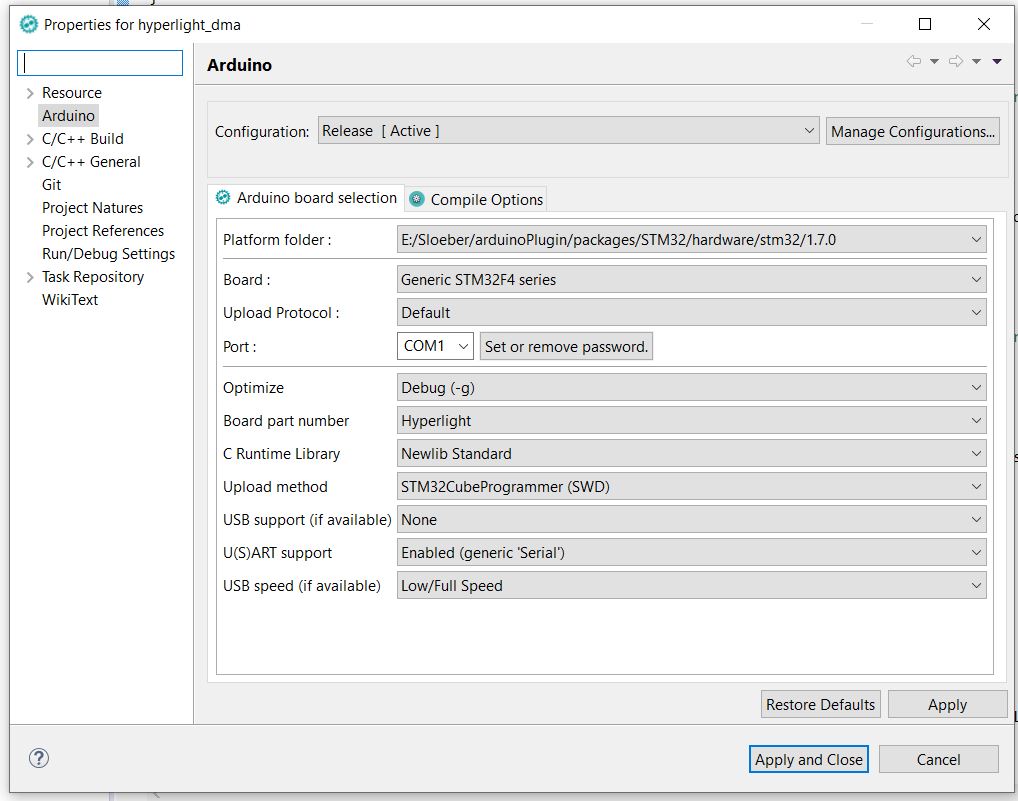 Properties for hyperlight_dma
Arduino
Resource
Arduino
C/C++ Build
C/C++ General
Git
Project Natures
Project References
Run/Debug Settings
Task Repository
WikiText
Configuration: Release [ Active ] Manage Configurations...
Arduino board selection Compile Options
Platform folder : E:/Sloeber/arduinoPlugin/packages/STM32/hardware/stm32/1.7.0
Board : Generic STM32F4 series
Upload Protocol : Default
Port : COM1 Set or remove password.
Optimize Debug (-g)
Board part number Hyperlight
C Runtime Library Newlib Standard
Upload method STM32CubeProgrammer (SWD)
USB support (if available) None
U(S)ART support Enabled (generic 'Serial')
USB speed (if available) Low/Full Speed
Restore Defaults Apply
? Apply and Close Cancel